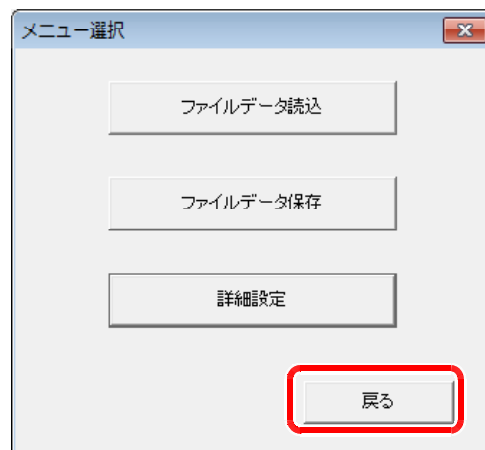 メニュー選択
ファイルデータ読込
ファイルデータ保存
詳細設定
戻る